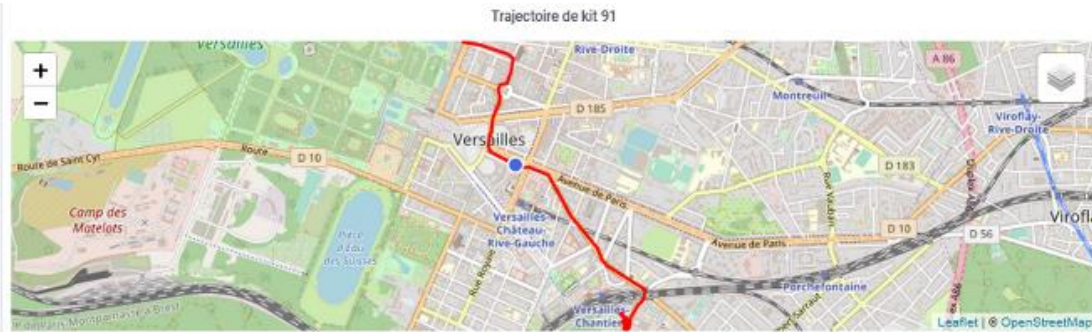 Trajectoire de kit 91
Versailles
Rive-Droite
A 86
+
−
Montreuil
D 185
Viroflay-
Rive-Droite
Versailles
Route de Saint Cyr
Route
D 10
D 183
Avenue de Paris
Rue Vauban
Camp des
Matelots
Pièce
d'Eau
des Suisses
Versailles-
Château-
Rive-Gauche
Rue Royale
D 10
D 56
Avenue de Paris
Porchefontaine
Versailles-
Chantiers
Leaflet | © OpenStreetMap